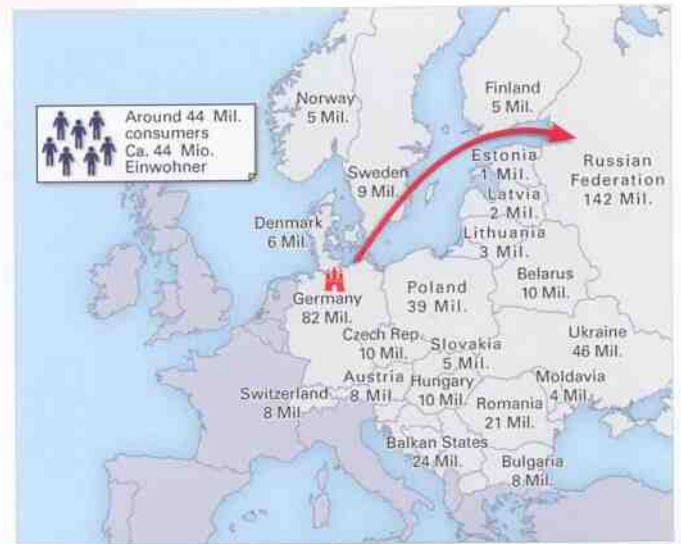 Around 44 Mil.
consumers
Ca. 44 Mio.
Einwohner
Norway
5 Mil.
Finland
5 Mil.
Sweden
9 Mil.
Estonia
1 Mil.
Latvia
2 Mil.
Lithuania
3 Mil.
Russian
Federation
142 Mil.
Denmark
6 Mil.
Germany
82 Mil.
Poland
39 Mil.
Belarus
10 Mil.
Czech Rep.
10 Mil.
Slovakia
5 Mil.
Ukraine
46 Mil.
Switzerland
8 Mil
Austria
8 Mil.
Hungary
10 Mil.
Romania
21 Mil.
Moldavia
4 Mil.
Balkan States
24 Mil.
Bulgaria
8 Mil.